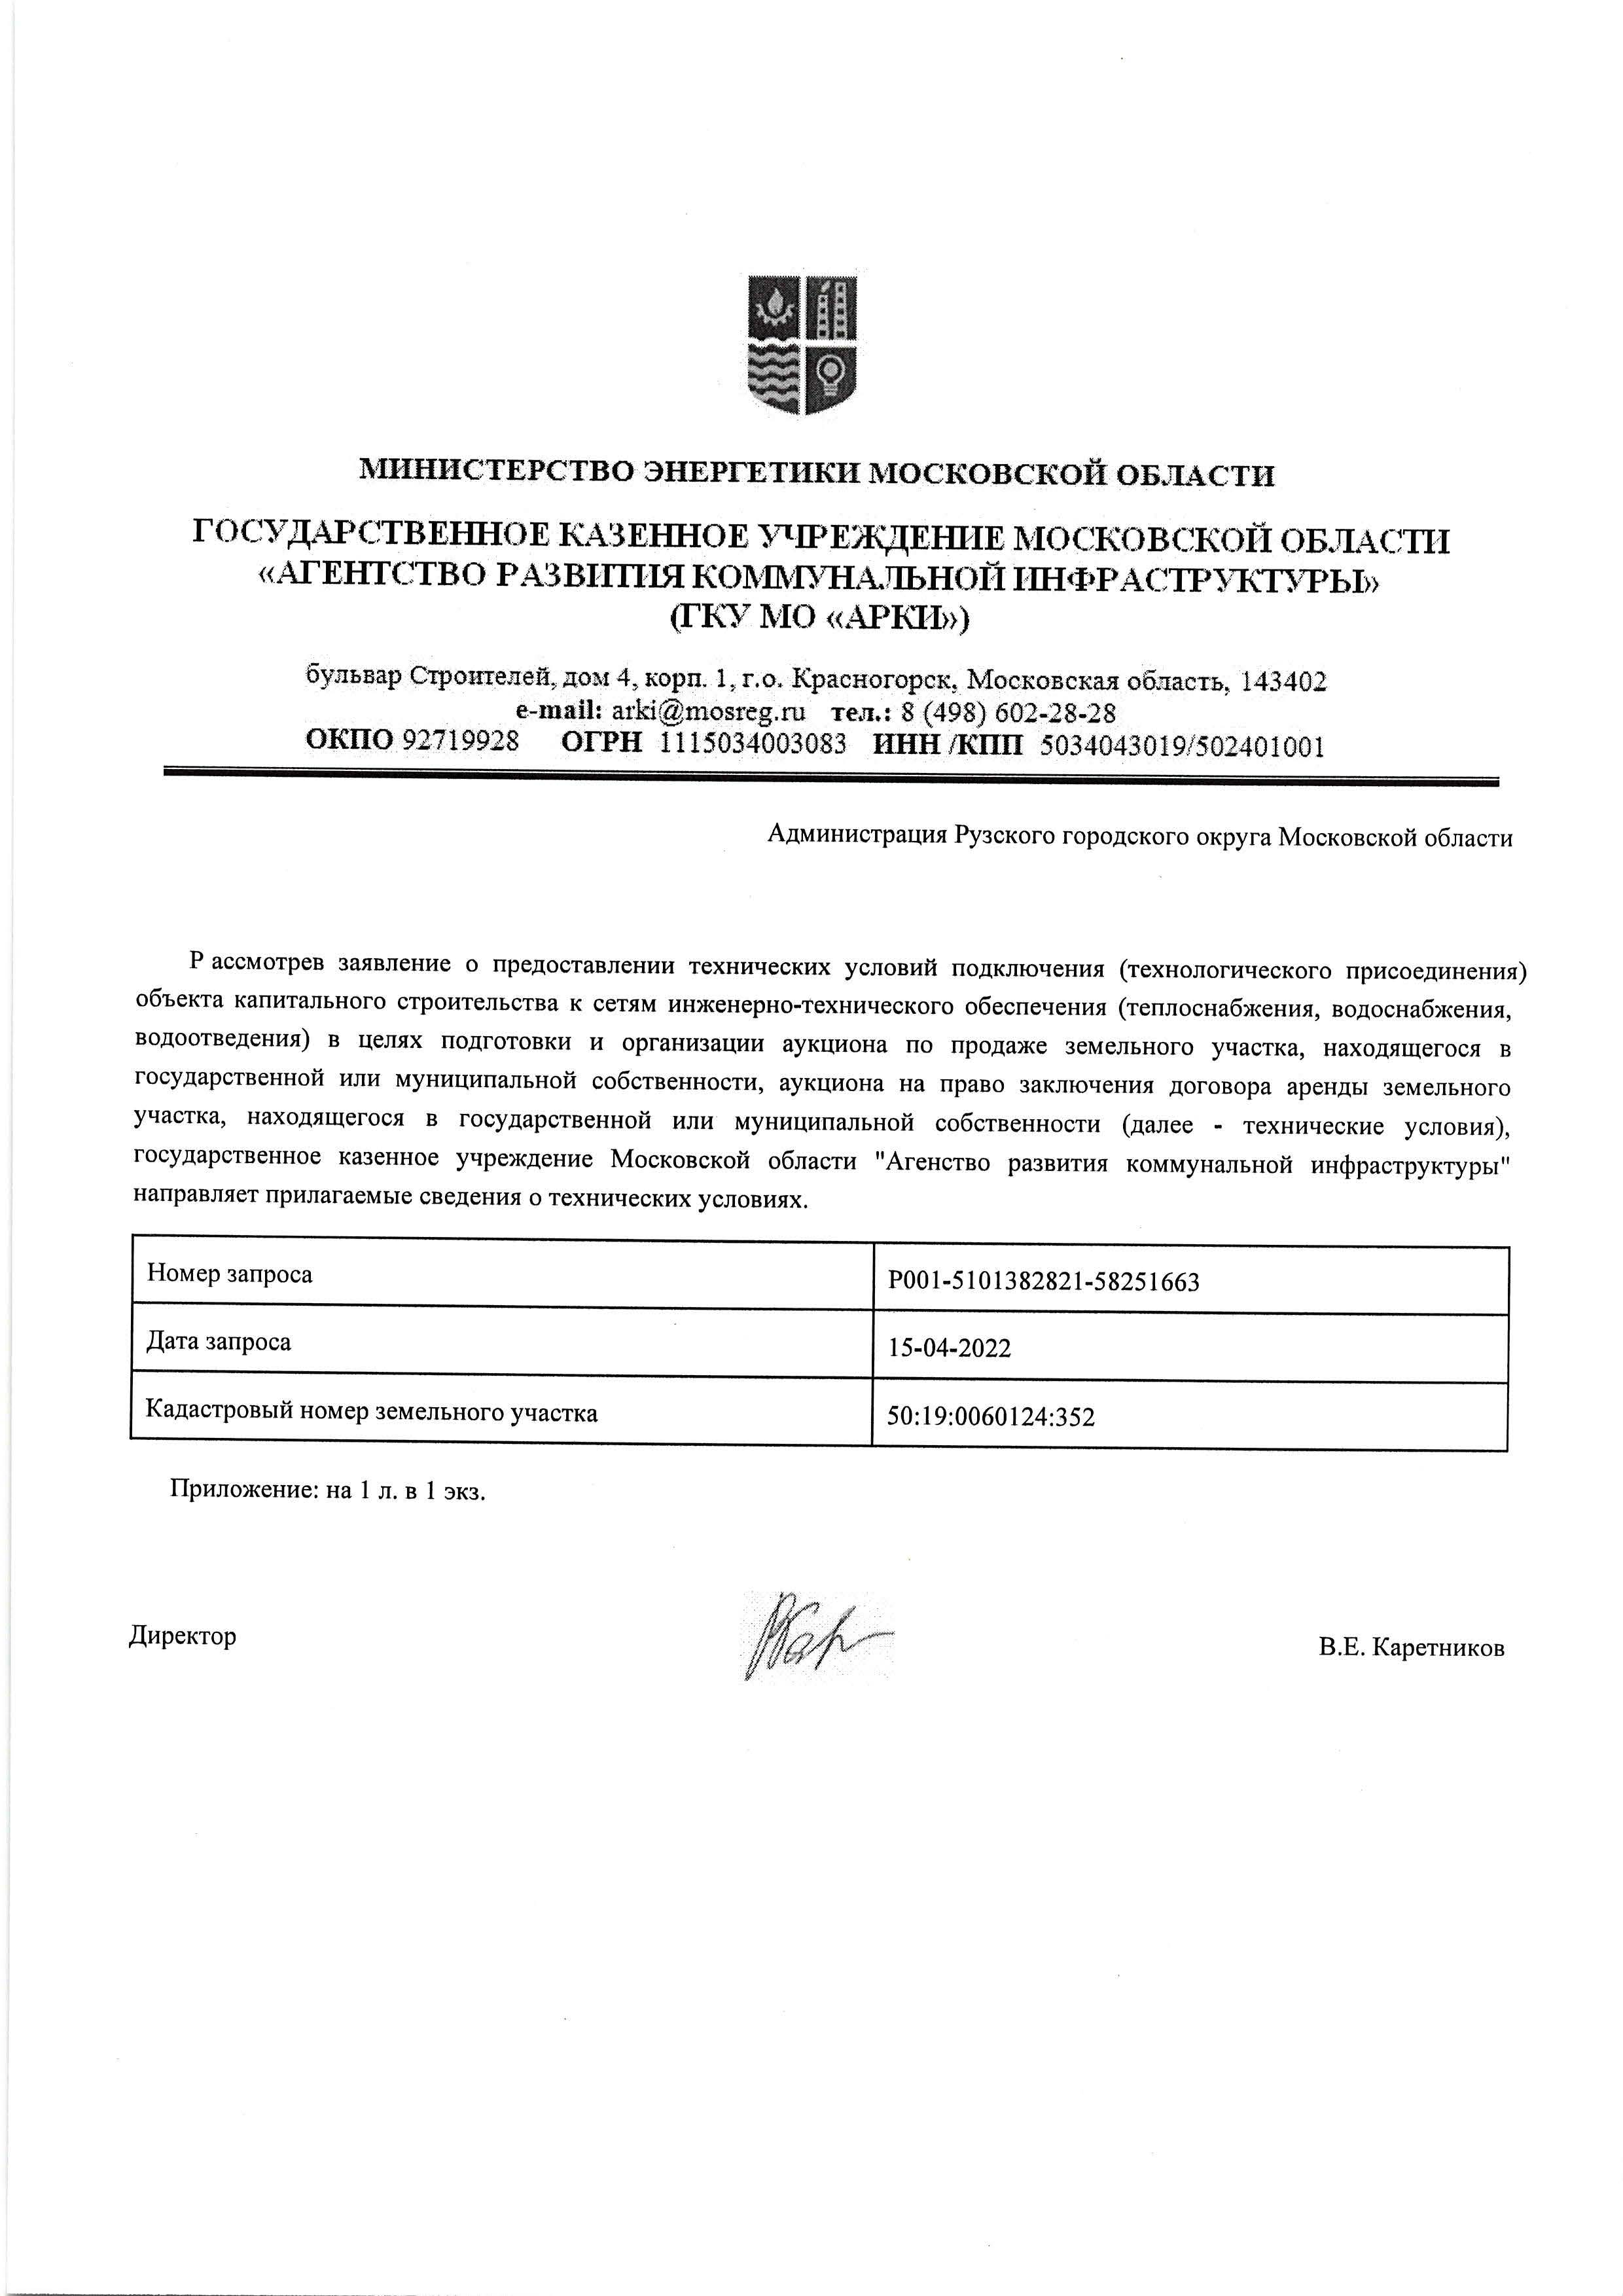 МИНИСТЕРСТВО ЭНЕРГЕТИКИ МОСКОВСКОЙ ОБЛАСТИ
ГОСУДАРСТВЕННОЕ КАЗЕННОЕ УЧРЕЖДЕНИЕ МОСКОВСКОЙ ОБЛАСТИ
«АГЕНТСТВО РАЗВИТИЯ КОММУНАЛЬНОЙ ИНФРАСТРУКТУРЫ»
(ГКУ МО «АРКИ»)
бульвар Строителей, дом 4, корп. 1, г.о. Красногорск, Московская область, 143402
e-mail: arki@mosreg.ru тел.: 8 (498) 602-28-28
ОКПО 92719928 ОГРН 1115034003083 ИНН /КПП 5034043019/502401001
Администрация Рузского городского округа Московской области
Р ассмотрев заявление о предоставлении технических условий подключения (технологического присоединения)
объекта капитального строительства к сетям инженерно-технического обеспечения (теплоснабжения, водоснабжения,
водоотведения) в целях подготовки и организации аукциона по продаже земельного участка, находящегося в
государственной или муниципальной собственности, аукциона на право заключения договора аренды земельного
участка, находящегося в государственной или муниципальной собственности (далее - технические условия),
государственное казенное учреждение Московской области "Агенство развития коммунальной инфраструктуры"
направляет прилагаемые сведения о технических условиях.
Номер запроса P001-5101382821-58251663
Дата запроса 15-04-2022
Кадастровый номер земельного участка 50:19:0060124:352
Приложение: на 1 л. в 1 экз.
Директор В.Е. Каретников